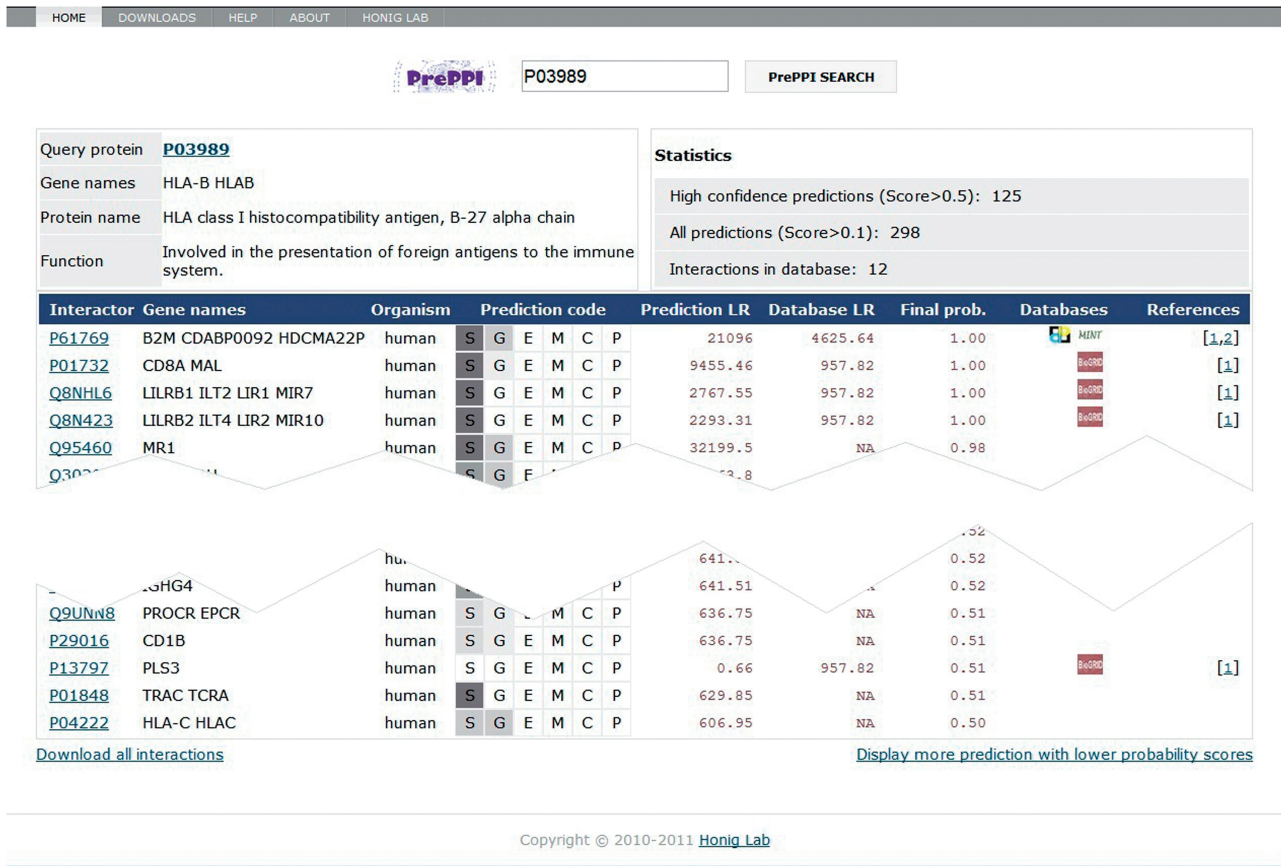 HOME DOWNLOADS HELP ABOUT HONIG LAB
PrePPI P03989 PrePPI SEARCH
Query protein P03989
Gene names HLA-B HLAB
Protein name HLA class I histocompatibility antigen, B-27 alpha chain
Function Involved in the presentation of foreign antigens to the immune
system.
Statistics
High confidence predictions (Score>0.5): 125
All predictions (Score>0.1): 298
Interactions in database: 12
Interactor Gene names Organism Prediction code Prediction LR Database LR Final prob. Databases References
P61769 B2M CDABP0092 HDCMA22P human S G E M C P 21096 4625.64 1.00 MINT [1,2]
P01732 CD8A MAL human S G E M C P 9455.46 957.82 1.00 BioGRID [1]
Q8NHL6 LILRB1 ILT2 LIR1 MIR7 human S G E M C P 2767.55 957.82 1.00 BioGRID [1]
Q8N423 LILRB2 ILT4 LIR2 MIR10 human S G E M C P 2293.31 957.82 1.00 BioGRID [1]
Q95460 MR1 human S G E M C P 32199.5 NA 0.98
human S G E
0.52
IGHG4 human P 641.51 0.52
Q9UNN8 PROCR EPCR human S G M C P 636.75 NA 0.51
P29016 CD1B human S G E M C P 636.75 NA 0.51
P13797 PLS3 human S G E M C P 0.66 957.82 0.51 BioGRID [1]
P01848 TRAC TCRA human S G E M C P 629.85 NA 0.51
P04222 HLA-C HLAC human S G E M C P 606.95 NA 0.50
Download all interactions Display more prediction with lower probability scores
Copyright © 2010-2011 Honig Lab